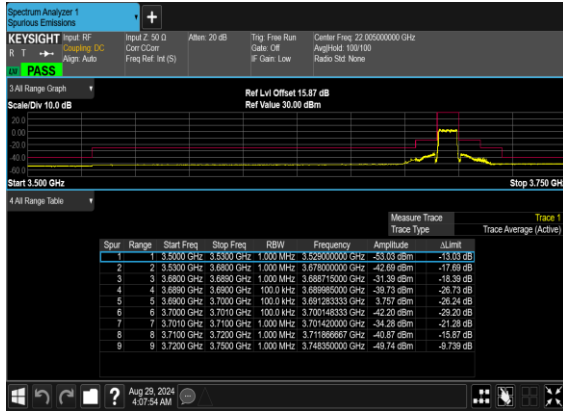 Spectrum Analyzer 1
Spurious Emissions
+
KEYSIGHT
R T
Input: RF
Coupling: DC
Align: Auto
Input Z: 50 Ω
Corr CCorr
Freq Ref: Int (S)
Atten: 20 dB
Trig: Free Run
Gate: Off
IF Gain: Low
Center Freq: 22.005000000 GHz
Avg|Hold: 100/100
Radio Std: None
PASS
3 All Range Graph
Scale/Div 10.0 dB
Ref Lvl Offset 15.87 dB
Ref Value 30.00 dBm
20.0
0.00
-20.0
-40.0
-60.0
Start 3.500 GHz
Stop 3.750 GH
4 All Range Table
Measure Trace Trace 1
Trace Type Trace Average (Active)
Spur Range Start Freq Stop Freq RBW Frequency Amplitude ΔLimit
1 1 3.5000 GHz 3.5300 GHz 1.000 MHz 3.529000000 GHz -53.03 dBm -13.03 dB
2 2 3.5300 GHz 3.6800 GHz 1.000 MHz 3.678000000 GHz -42.69 dBm -17.69 dB
3 3 3.6800 GHz 3.6890 GHz 1.000 MHz 3.688715000 GHz -31.39 dBm -18.39 dB
4 4 3.6890 GHz 3.6900 GHz 100.0 kHz 3.689985000 GHz -39.73 dBm -26.73 dB
5 5 3.6900 GHz 3.7000 GHz 100.0 kHz 3.691283333 GHz 3.757 dBm -26.24 dB
6 6 3.7000 GHz 3.7010 GHz 100.0 kHz 3.700148333 GHz -42.20 dBm -29.20 dB
7 7 3.7010 GHz 3.7100 GHz 1.000 MHz 3.701420000 GHz -34.28 dBm -21.28 dB
8 8 3.7100 GHz 3.7200 GHz 1.000 MHz 3.711866667 GHz -40.87 dBm -15.87 dB
9 9 3.7200 GHz 3.7500 GHz 1.000 MHz 3.748350000 GHz -49.74 dBm -9.739 dB
?
Aug 29, 2024
4:07:54 AM